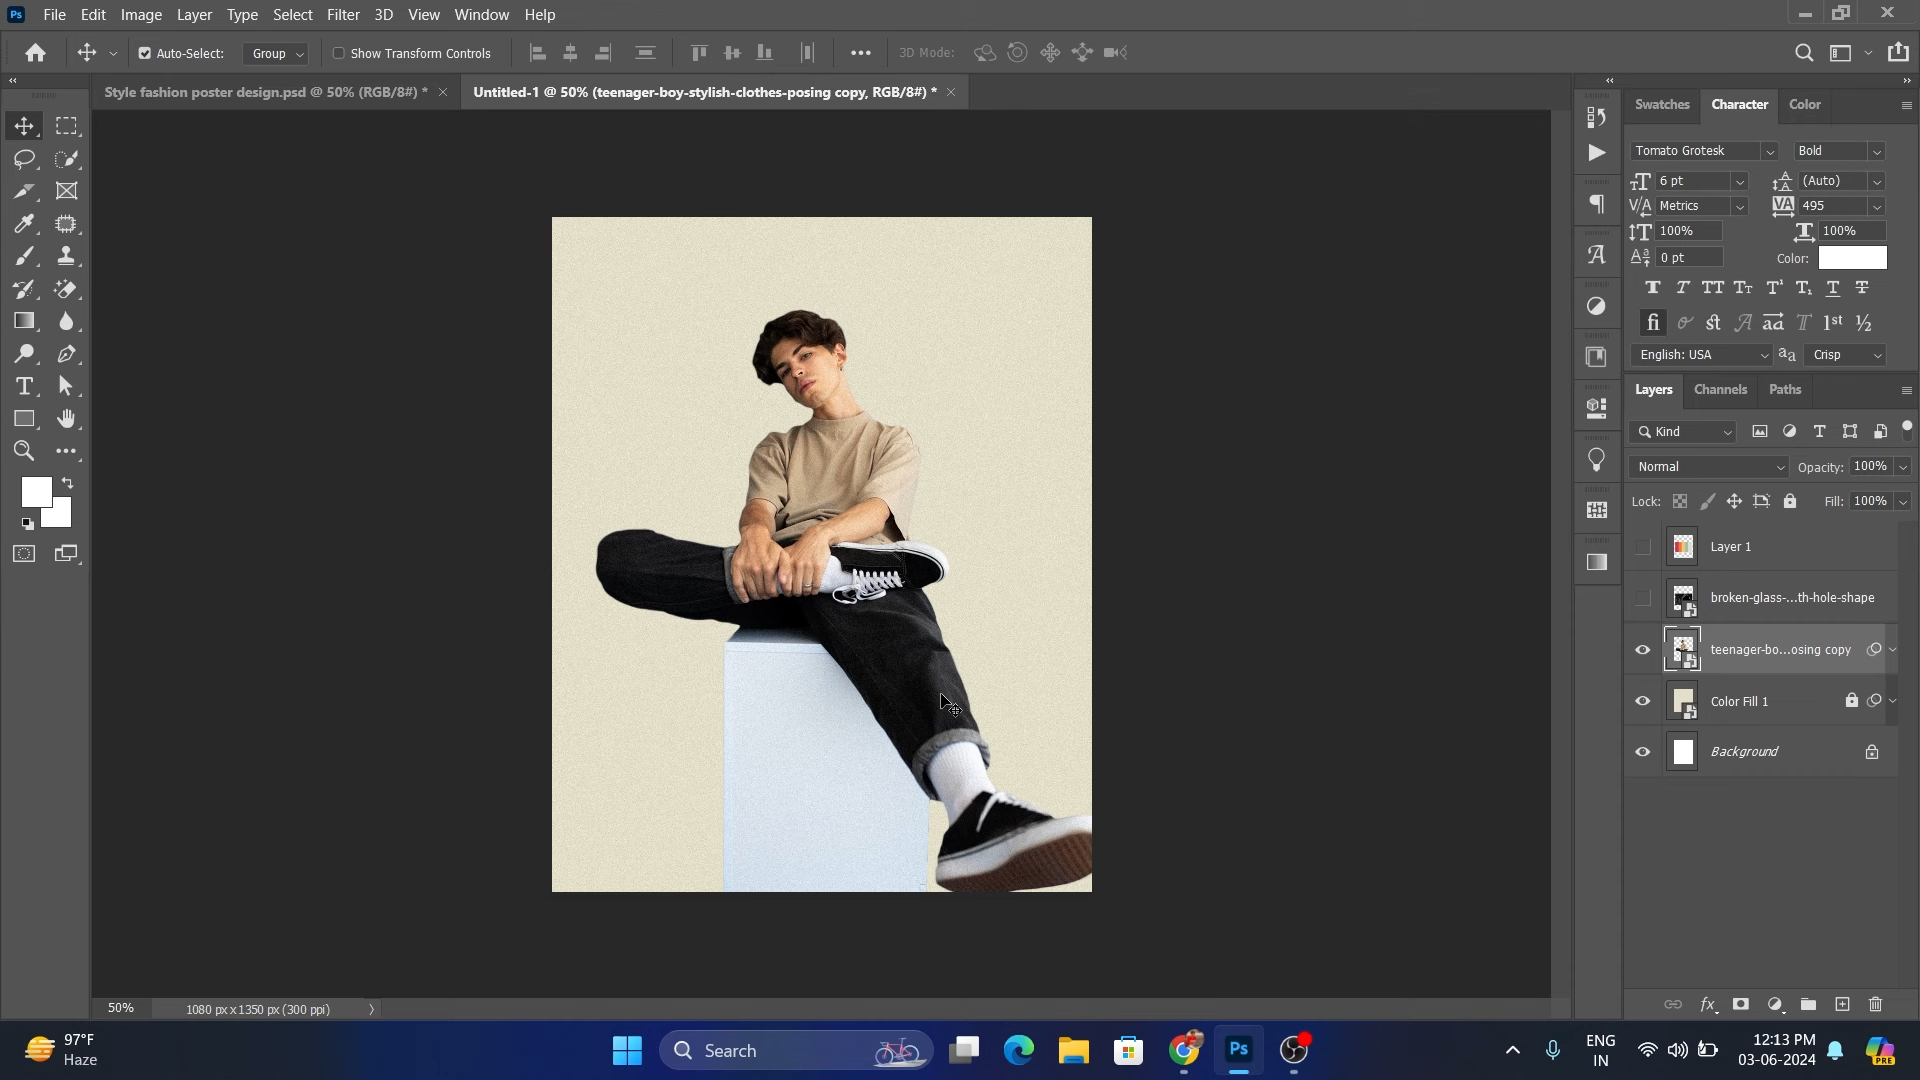 Ps File Edit Image Layer Type Select Filter 3D View Window Help
Auto-Select: Group Show Transform Controls 3D Mode:
Style fashion poster design.psd @ 50% (RGB/8#) * Untitled-1 @ 50% (teenager-boy-stylish-clothes-posing copy, RGB/8#) *
Swatches Character Color
Tomato Grotesk Bold
6 pt (Auto)
Metrics 495
100% 100%
0 pt Color:
English: USA Crisp
Layers Channels Paths
Kind
Normal Opacity: 100%
Lock: Fill: 100%
Layer 1
broken-glass-...th-hole-shape
teenager-bo...osing copy
Color Fill 1
Background
50% 1080 px x 1350 px (300 ppi)
97°F
Haze
Search
Ps
ENG
IN
12:13 PM
03-06-2024
PRE